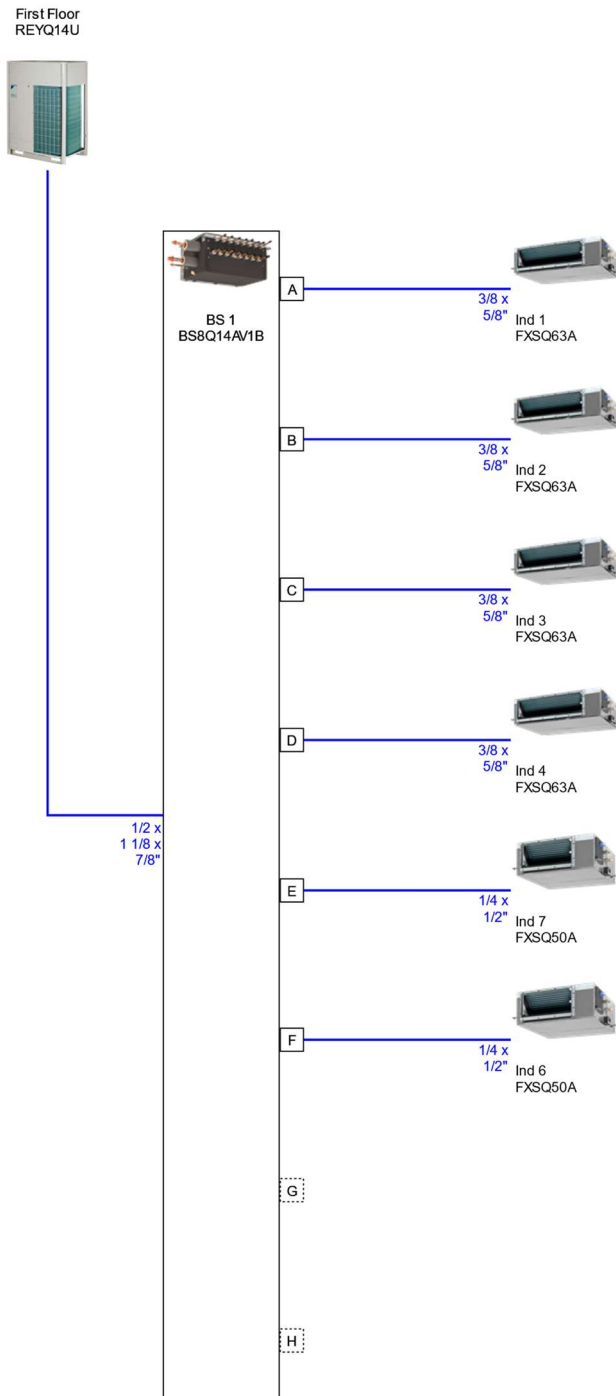 First Floor
REYQ14U
BS 1
BS8Q14AV1B
A
3/8 x
5/8"
Ind 1
FXSQ63A
B
3/8 x
5/8"
Ind 2
FXSQ63A
C
3/8 x
5/8"
Ind 3
FXSQ63A
D
3/8 x
5/8"
Ind 4
FXSQ63A
1/2 x
1 1/8 x
7/8"
E
1/4 x
1/2"
Ind 7
FXSQ50A
F
1/4 x
1/2"
Ind 6
FXSQ50A
G
H